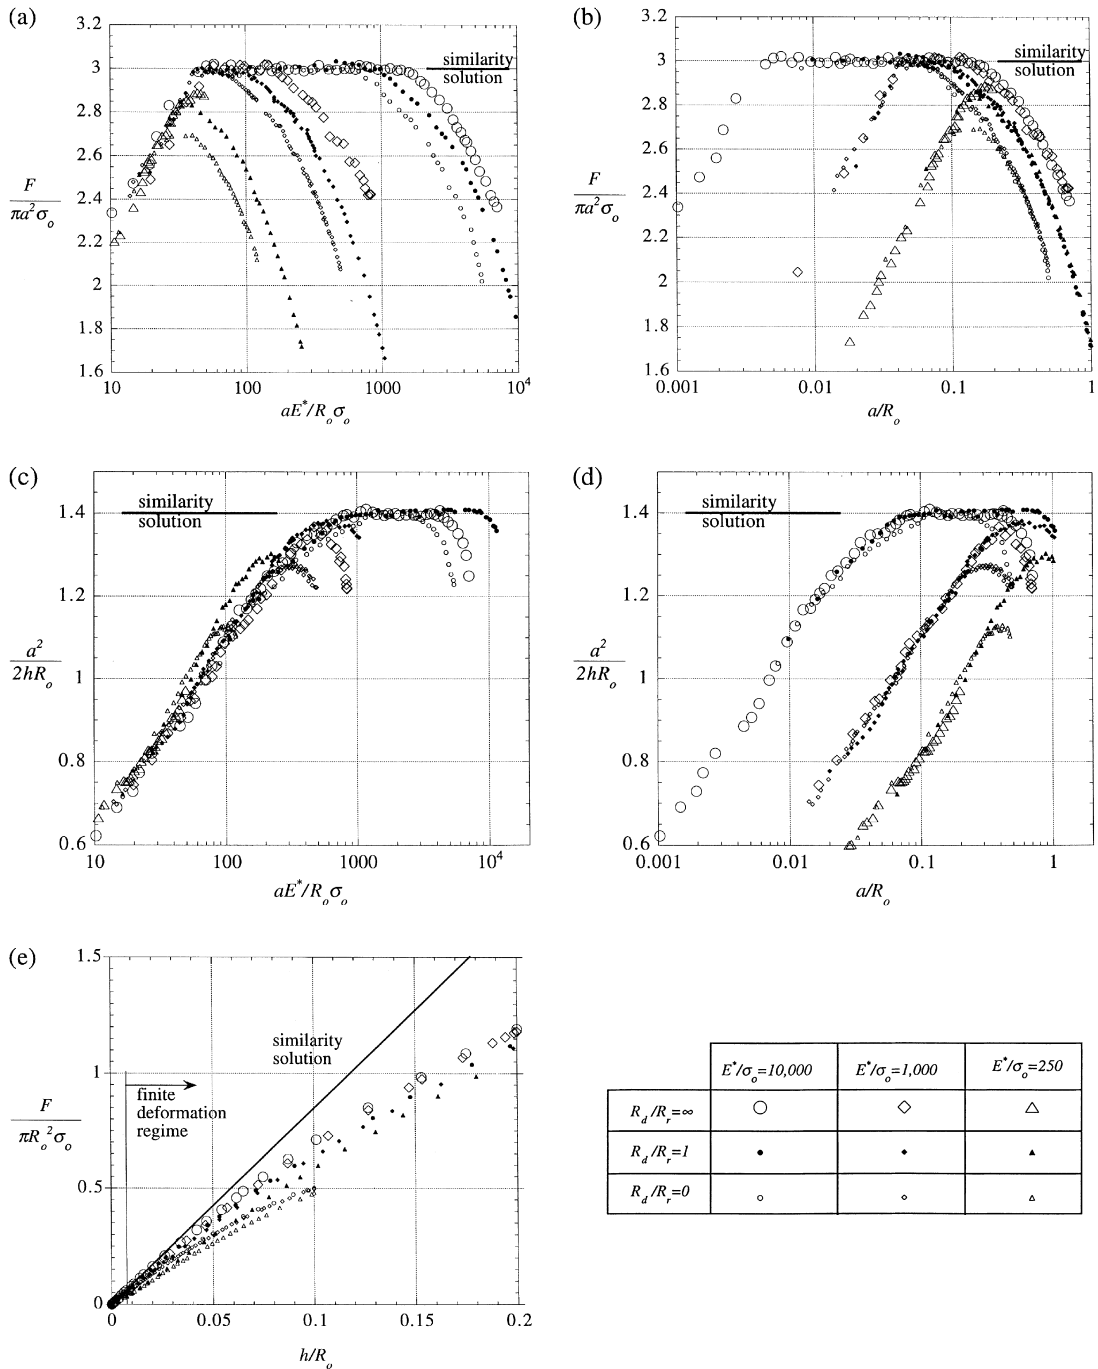 (a)
3.2
3
2.8
2.6
2.4
2.2
2
1.8
1.6
F
πa²σₒ
similarity
solution
10
100
1000
10⁴
aE*/Rₒσₒ
(b)
3.2
3
2.8
2.6
2.4
2.2
2
1.8
1.6
F
πa²σₒ
similarity
solution
0.001
0.01
0.1
1
a/Rₒ
(c)
1.4
1.2
1
0.8
0.6
a²
2hRₒ
similarity
solution
10
100
1000
10⁴
aE*/Rₒσₒ
(d)
1.4
1.2
1
0.8
0.6
a²
2hRₒ
similarity
solution
0.001
0.01
0.1
1
a/Rₒ
(e)
1.5
1
0.5
0
F
πRₒ²σₒ
similarity
solution
finite
deformation
regime
0
0.05
0.1
0.15
0.2
h/Rₒ
E*/σₒ=10,000 E*/σₒ=1,000 E*/σₒ=250
R_d/R_r=∞
R_d/R_r=1
R_d/R_r=0